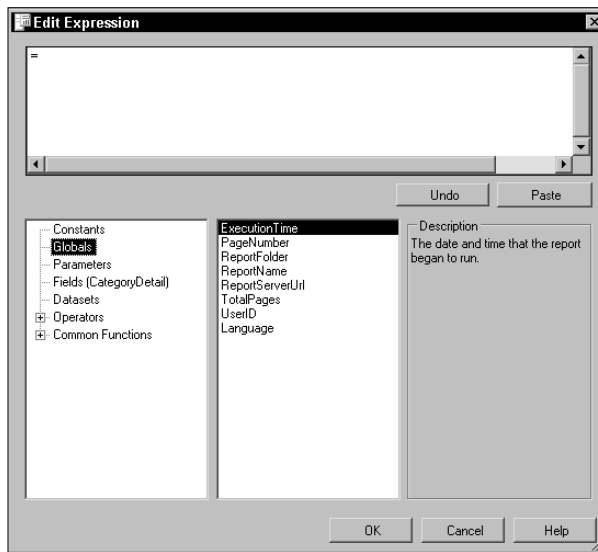 Edit Expression
=
Undo
Paste
Constants
Globals
Parameters
Fields (CategoryDetail)
Datasets
Operators
Common Functions
ExecutionTime
PageNumber
ReportFolder
ReportName
ReportServerUrl
TotalPages
UserID
Language
Description
The date and time that the report
began to run.
OK
Cancel
Help